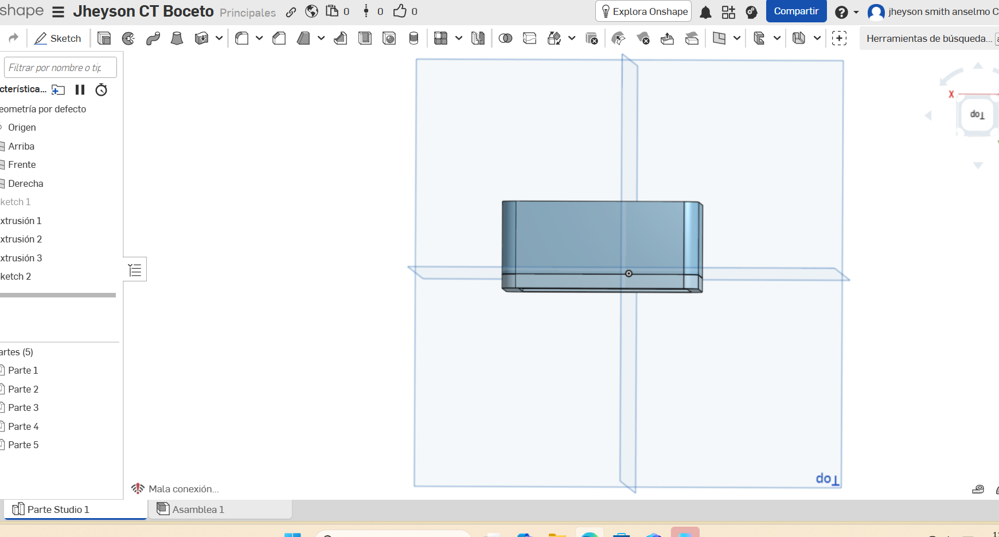 shape Jheyson CT Boceto Principales 0 0 0 Explora Onshape Compartir jheyson smith anselmo C
Sketch Herramientas de búsqueda...
Filtrar por nombre o tip
cterística...
eometría por defecto
Origen
Arriba
Frente
Derecha
ketch 1
xtrusión 1
xtrusión 2
xtrusión 3
ketch 2
artes (5)
Parte 1
Parte 2
Parte 3
Parte 4
Parte 5
X
Top
Top
Mala conexión...
Parte Studio 1 Asamblea 1